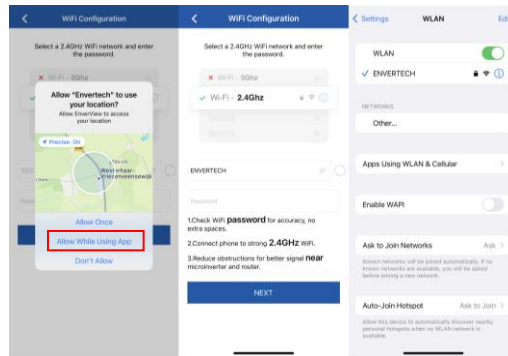 WiFi Configuration
Select a 2.4GHz WiFi network and enter
the password.
Wi-Fi - 5Ghz
Allow "Envertech" to use
your location?
Allow EnverView to access
your location
Precise: On
Allow Once
Allow While Using App
Don't Allow
WiFi Configuration
Select a 2.4GHz WiFi network and enter
the password.
Wi-Fi - 5Ghz
Wi-Fi - 2.4Ghz
ENVERTECH
Password
1.Check WiFi password for accuracy, no
extra spaces.
2.Connect phone to strong 2.4GHz WiFi.
3.Reduce obstructions for better signal near
microinverter and router.
NEXT
Settings
WLAN
Edi
WLAN
ENVERTECH
NETWORKS
Other...
Apps Using WLAN & Cellular
Enable WAPI
Ask to Join Networks
Ask
Known networks will be joined automatically. If no
known networks are available, you will be asked
before joining a new network.
Auto-Join Hotspot
Ask to Join
Allow this device to automatically discover nearby
personal hotspots when no WLAN network is
available.